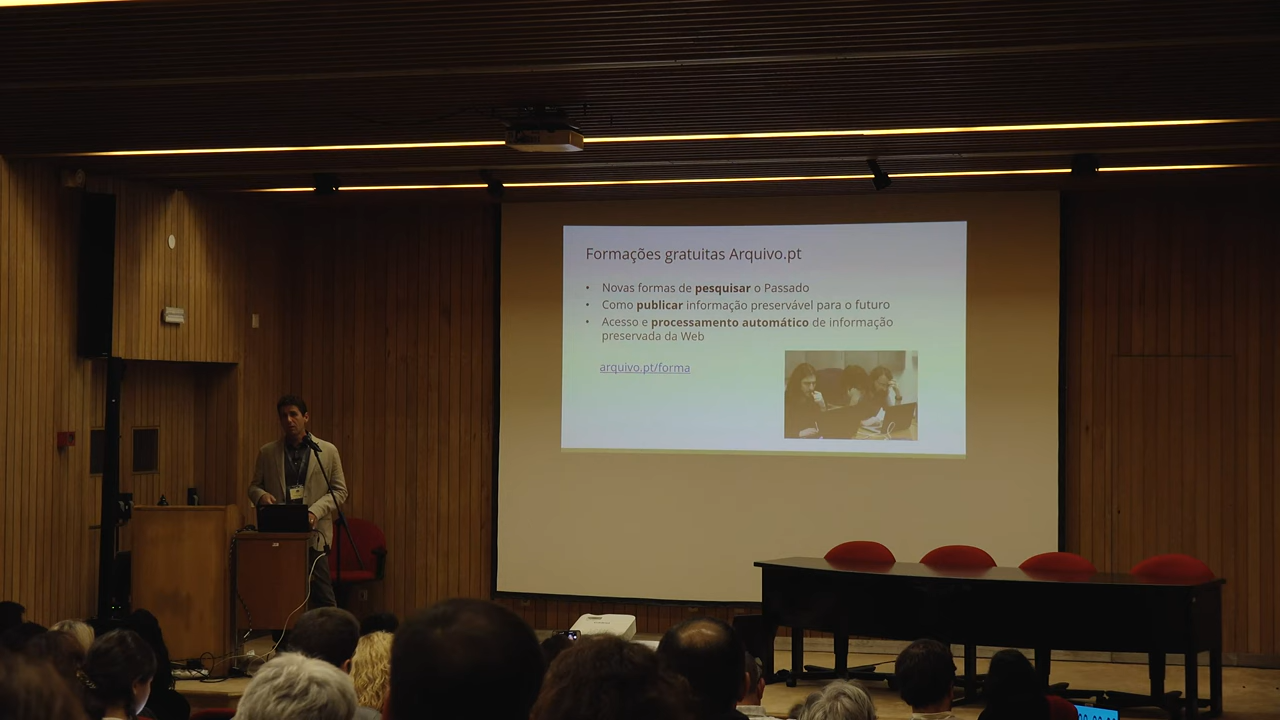 Formações gratuitas Arquivo.pt
• Novas formas de pesquisar o Passado
• Como publicar informação preservável para o futuro
• Acesso e processamento automático de informação
preservada da Web
arquivo.pt/forma